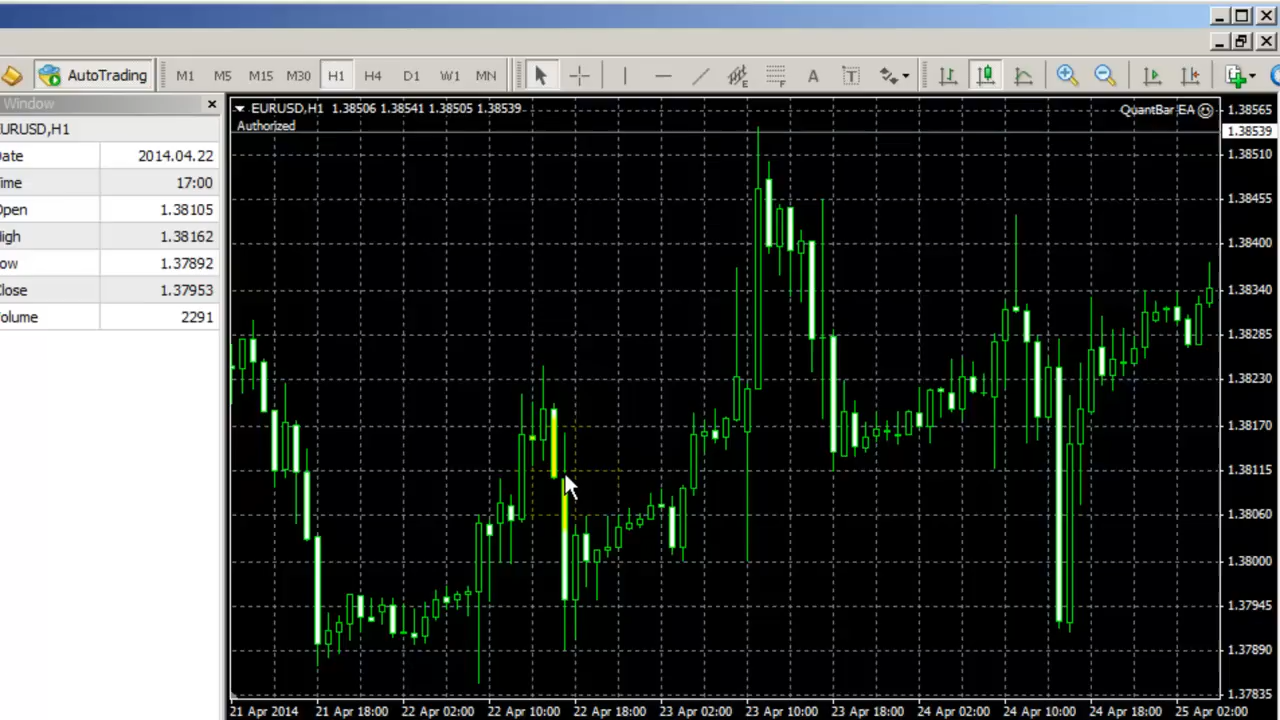 AutoTrading M1 M5 M15 M30 H1 H4 D1 W1 MN E F A T
Window
EURUSD,H1 1.38506 1.38541 1.38505 1.38539
QuantBar EA
Authorized
URUSD,H1
ate 2014.04.22
ime 17:00
Open 1.38105
High 1.38162
ow 1.37892
Close 1.37953
olume 2291
1.38565
1.38539
1.38510
1.38455
1.38400
1.38340
1.38285
1.38230
1.38170
1.38115
1.38060
1.38000
1.37945
1.37890
1.37835
21 Apr 2014 21 Apr 18:00 22 Apr 02:00 22 Apr 10:00 22 Apr 18:00 23 Apr 02:00 23 Apr 10:00 23 Apr 18:00 24 Apr 02:00 24 Apr 10:00 24 Apr 18:00 25 Apr 02:00